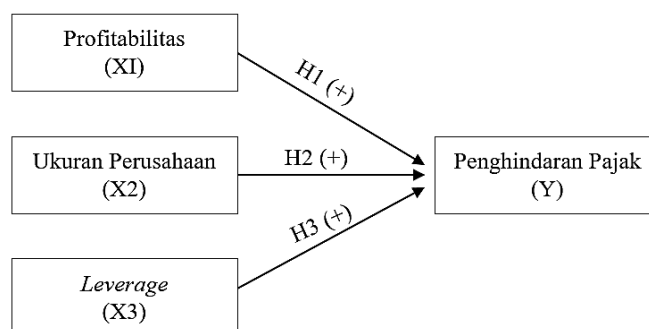 Profitabilitas
(XI)
H1 (+)
Ukuran Perusahaan
(X2)
H2 (+)
Penghindaran Pajak
(Y)
H3 (+)
Leverage
(X3)